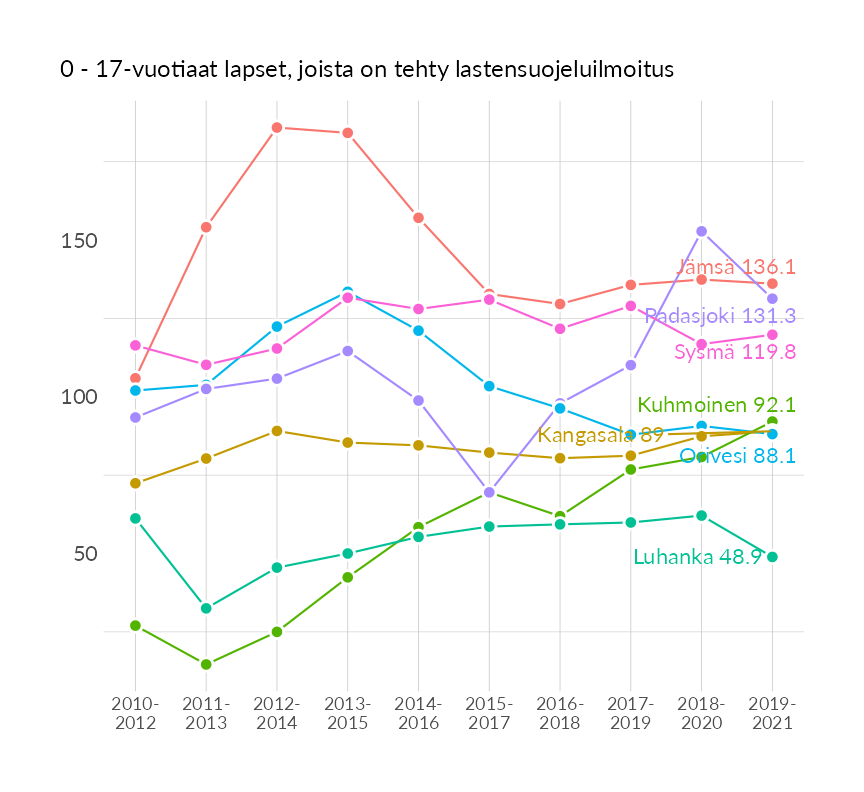 0 - 17-vuotiaat lapset, joista on tehty lastensuojeluilmoitus
150
100
50
Jämsä 136.1
Padasjoki 131.3
Sysmä 119.8
Kuhmoinen 92.1
Kangasala 89
Orivesi 88.1
Luhanka 48.9
2010-
2012
2011-
2013
2012-
2014
2013-
2015
2014-
2016
2015-
2017
2016-
2018
2017-
2019
2018-
2020
2019-
2021